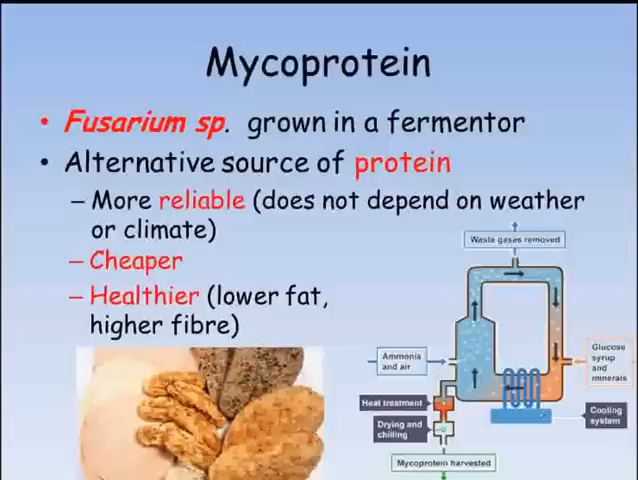 Mycoprotein
• Fusarium sp. grown in a fermentor
• Alternative source of protein
– More reliable (does not depend on weather
or climate)
– Cheaper
– Healthier (lower fat,
higher fibre)
Waste gases removed
Ammonia
and air
Glucose
syrup
and
minerals
Heat treatment
Drying and
chilling
Cooling
system
Mycoprotein harvested